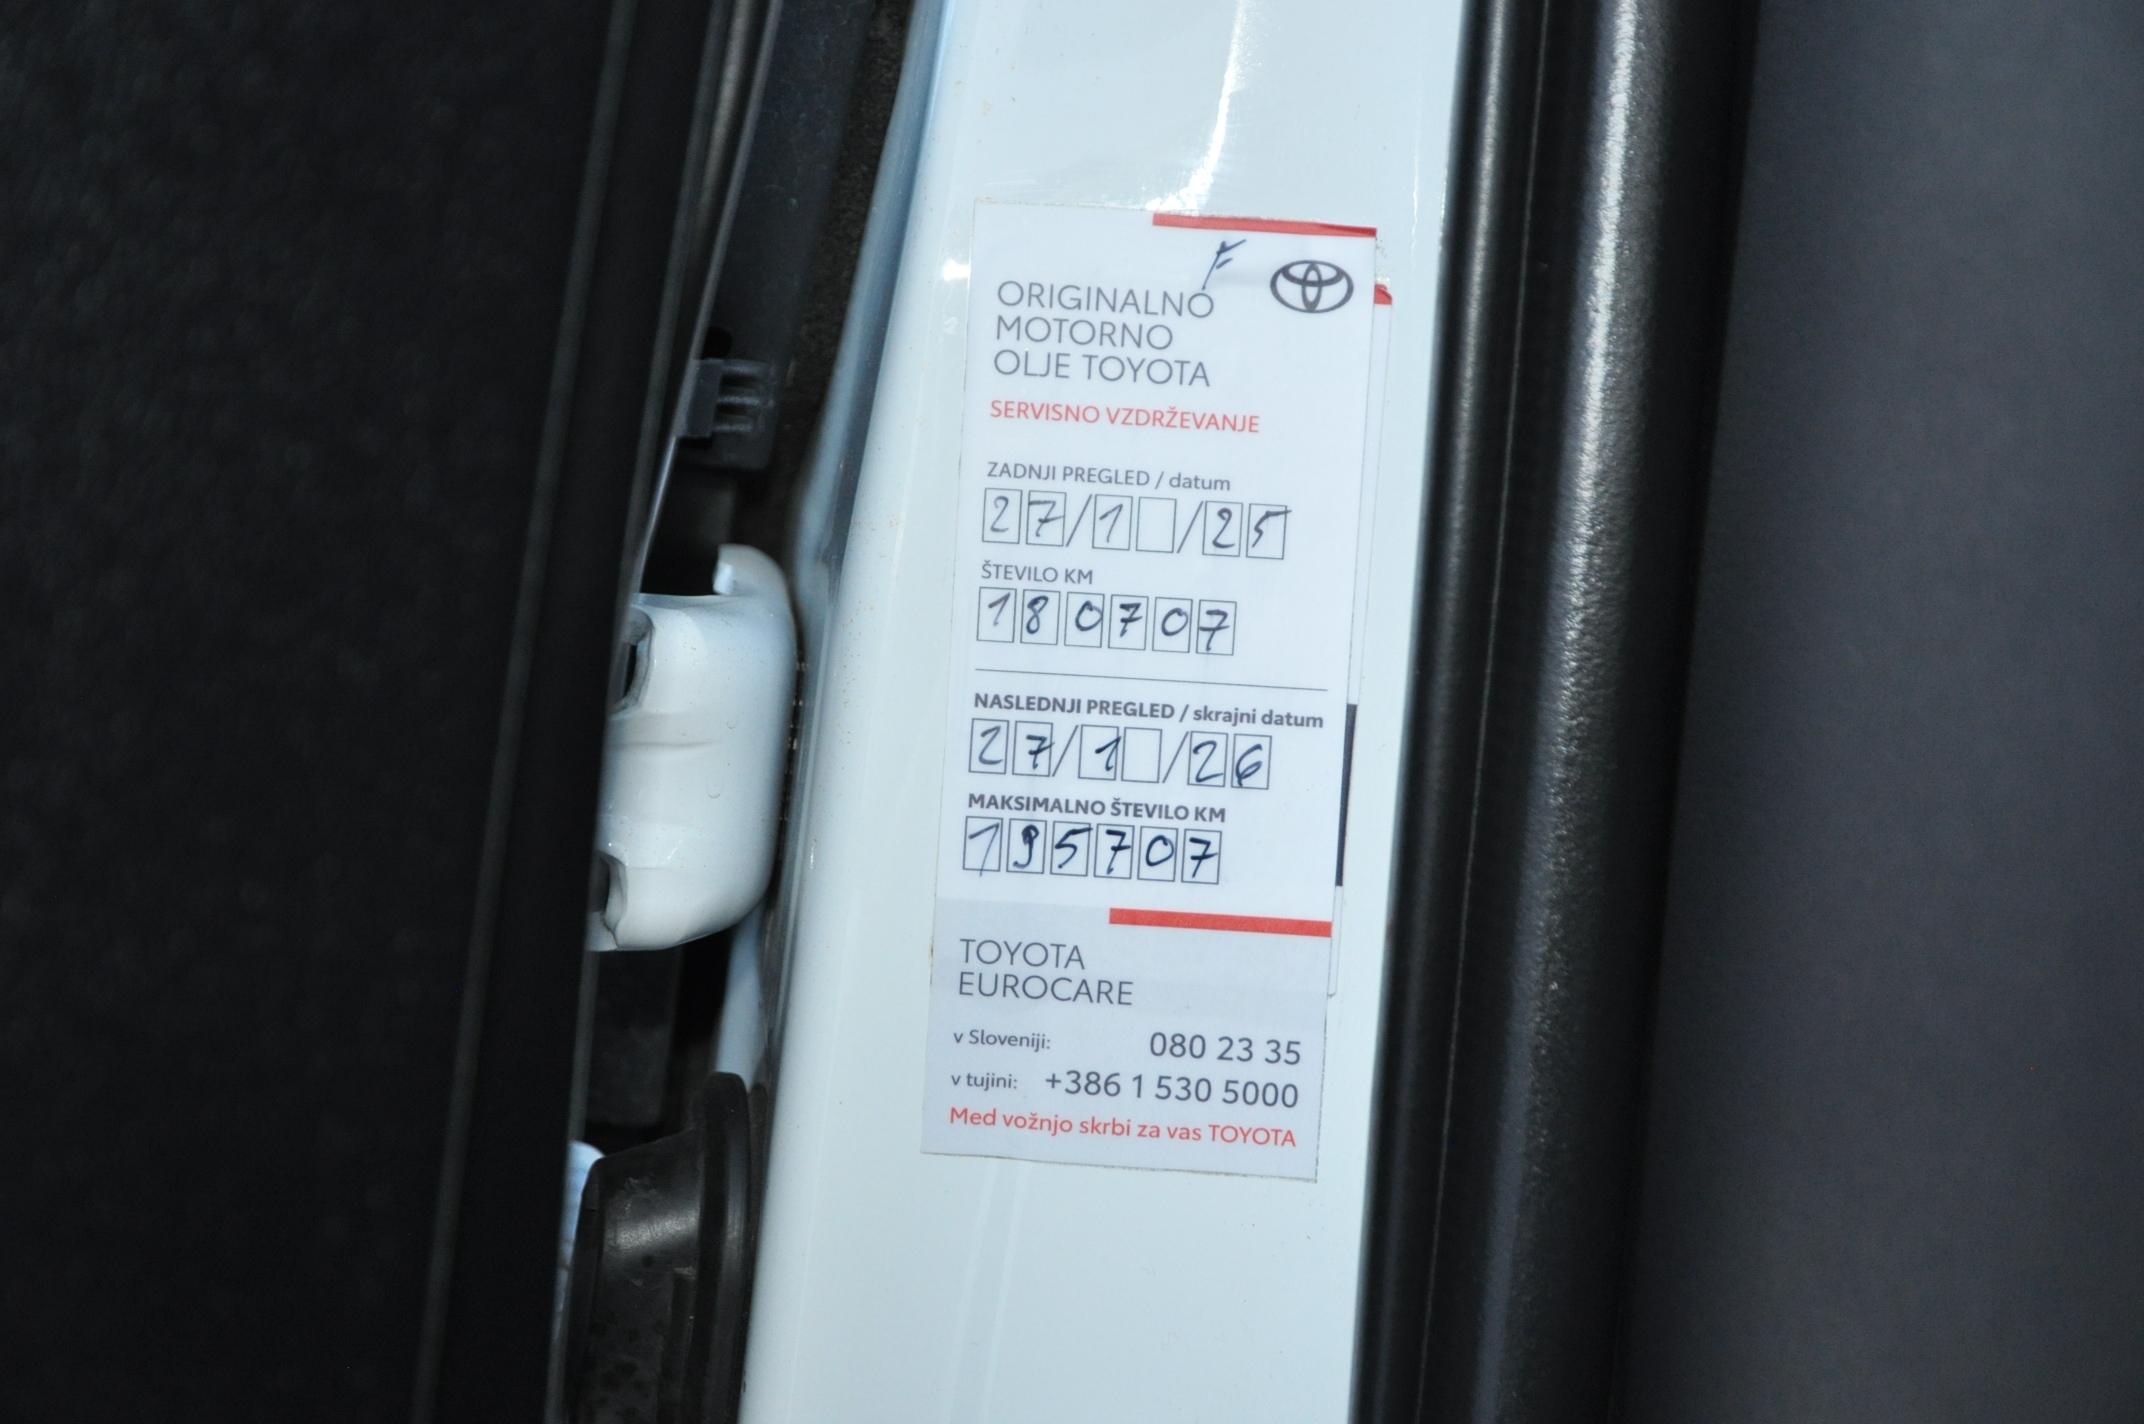 F
ORIGINALNO
MOTORNO
OLJE TOYOTA
SERVISNO VZDRŽEVANJE
ZADNJI PREGLED / datum
27/1 /25
ŠTEVILO KM
180707
NASLEDNJI PREGLED / skrajni datum
27/1 /26
MAKSIMALNO ŠTEVILO KM
195707
TOYOTA
EUROCARE
v Sloveniji: 080 23 35
v tujini: +386 1 530 5000
Med vožnjo skrbi za vas TOYOTA